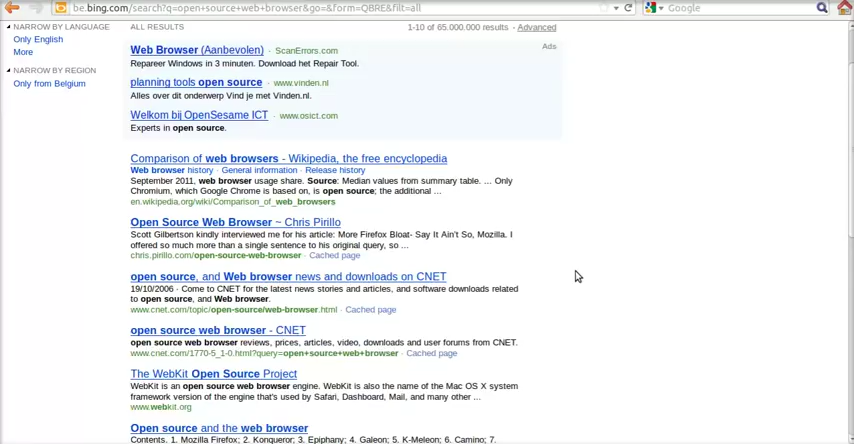 be.bing.com/search?q=open+source+web+browser&go=&form=QBRE&filt=all
Google
NARROW BY LANGUAGE
Only English
More
NARROW BY REGION
Only from Belgium
ALL RESULTS
1-10 of 65.000.000 results · Advanced
Ads
Web Browser (Aanbevolen) · ScanErrors.com
Repareer Windows in 3 minuten. Download het Repair Tool.
planning tools open source · www.vinden.nl
Alles over dit onderwerp Vind je met Vinden.nl.
Welkom bij OpenSesame ICT · www.osict.com
Experts in open source.
Comparison of web browsers - Wikipedia, the free encyclopedia
Web browser history · General information · Release history
September 2011, web browser usage share. Source: Median values from summary table. ... Only
Chromium, which Google Chrome is based on, is open source; the additional ...
en.wikipedia.org/wiki/Comparison_of_web_browsers
Open Source Web Browser ~ Chris Pirillo
Scott Gilbertson kindly interviewed me for his article: More Firefox Bloat- Say It Ain't So, Mozilla. I
offered so much more than a single sentence to his original query, so ...
chris.pirillo.com/open-source-web-browser · Cached page
open source, and Web browser news and downloads on CNET
19/10/2006 · Come to CNET for the latest news stories and articles, and software downloads related
to open source, and Web browser.
www.cnet.com/topic/open-source/web-browser.html · Cached page
open source web browser - CNET
open source web browser reviews, prices, articles, video, downloads and user forums from CNET.
www.cnet.com/1770-5_1-0.html?query=open+source+web+browser · Cached page
The WebKit Open Source Project
WebKit is an open source web browser engine. WebKit is also the name of the Mac OS X system
framework version of the engine that's used by Safari, Dashboard, Mail, and many other ...
www.webkit.org
Open source and the web browser
Contents. 1. Mozilla Firefox; 2. Konqueror; 3. Epiphany; 4. Galeon; 5. K-Meleon; 6. Camino; 7.